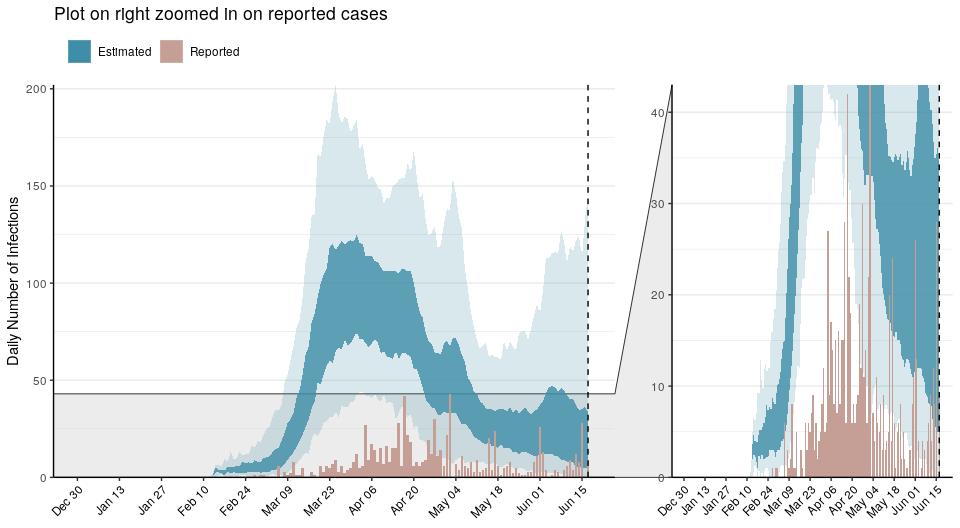 Plot on right zoomed in on reported cases
Estimated Reported
Daily Number of Infections
200
150
100
50
0
Dec 30 Jan 13 Jan 27 Feb 10 Feb 24 Mar 09 Mar 23 Apr 06 Apr 20 May 04 May 18 Jun 01 Jun 15
40
30
20
10
0
Dec 30 Jan 13 Jan 27 Feb 10 Feb 24 Mar 09 Mar 23 Apr 06 Apr 20 May 04 May 18 Jun 01 Jun 15